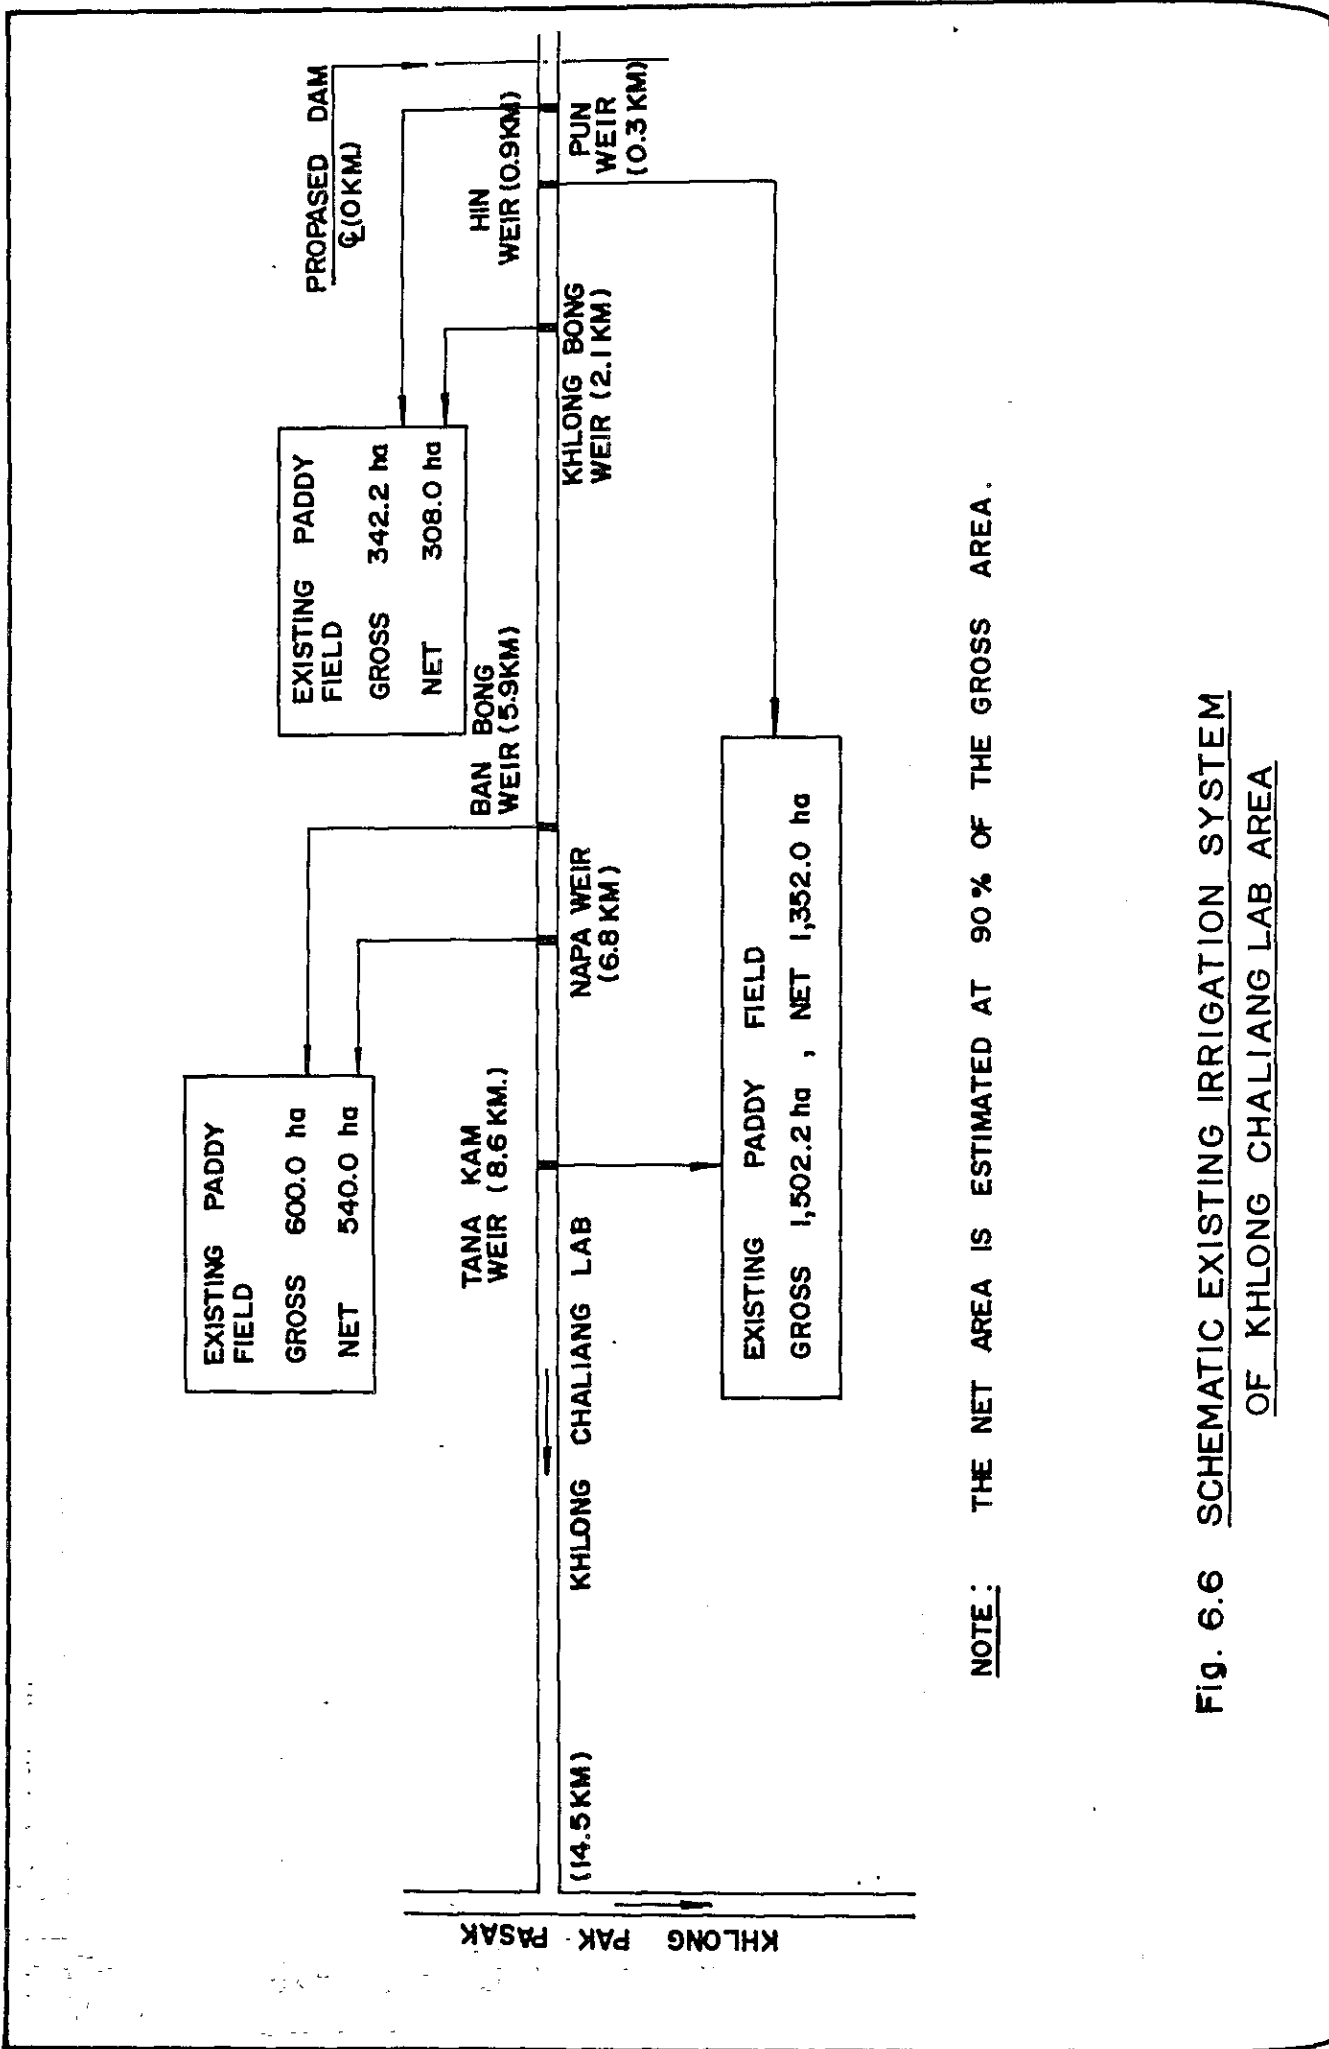 PROPASED DAM
℄(0KM.)
HIN
WEIR (0.9KM)
PUN
WEIR
(0.3 KM)
KHLONG BONG
WEIR (2.1 KM)
EXISTING PADDY
FIELD
GROSS 342.2 ha
NET 308.0 ha
BAN BONG
WEIR (5.9KM)
NAPA WEIR
(6.8 KM)
EXISTING PADDY
FIELD
GROSS 600.0 ha
NET 540.0 ha
TANA KAM
WEIR (8.6 KM.)
EXISTING PADDY FIELD
GROSS 1,502.2 ha , NET 1,352.0 ha
KHLONG CHALIANG LAB
(14.5 KM)
KHLONG PAK PASAK
NOTE: THE NET AREA IS ESTIMATED AT 90% OF THE GROSS AREA.
Fig. 6.6 SCHEMATIC EXISTING IRRIGATION SYSTEM
OF KHLONG CHALIANG LAB AREA